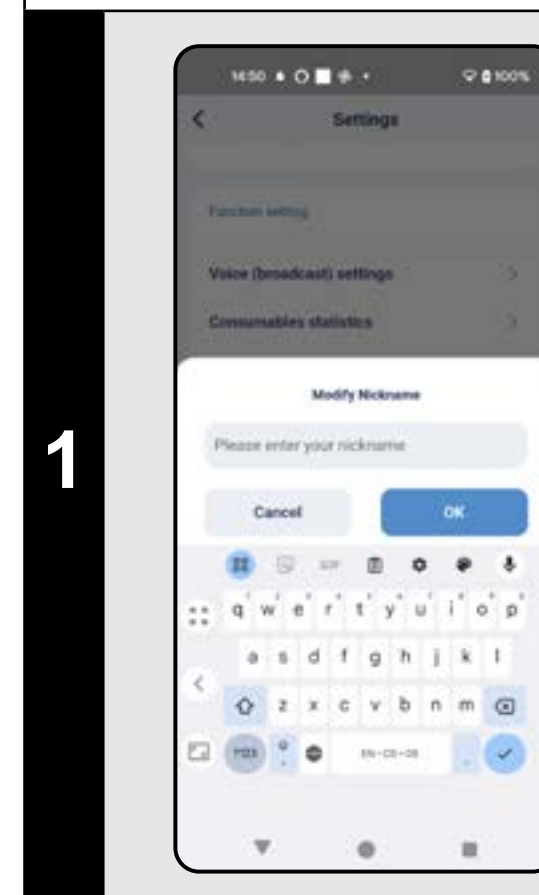 14:50 100%
Settings
Function setting
Voice (broadcast) settings
Consumables statistics
Modify Nickname
Please enter your nickname
Cancel OK
1
GIF
q w e r t y u i o p
a s d f g h j k l
z x c v b n m
?123 , .